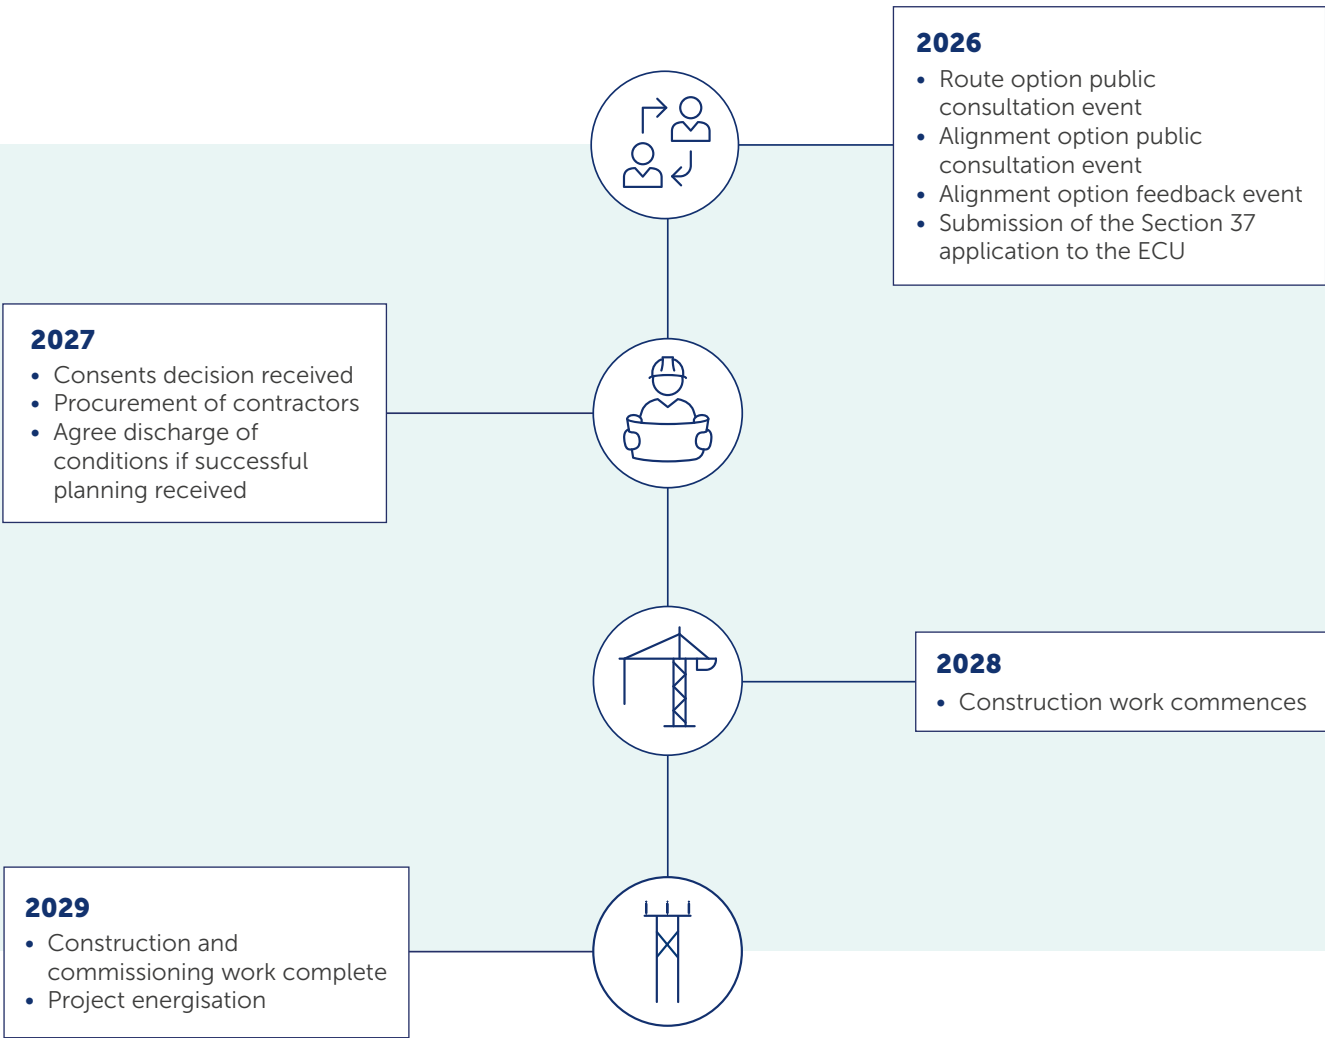 2026
• Route option public
consultation event
• Alignment option public
consultation event
• Alignment option feedback event
• Submission of the Section 37
application to the ECU
2027
• Consents decision received
• Procurement of contractors
• Agree discharge of
conditions if successful
planning received
2028
• Construction work commences
2029
• Construction and
commissioning work complete
• Project energisation